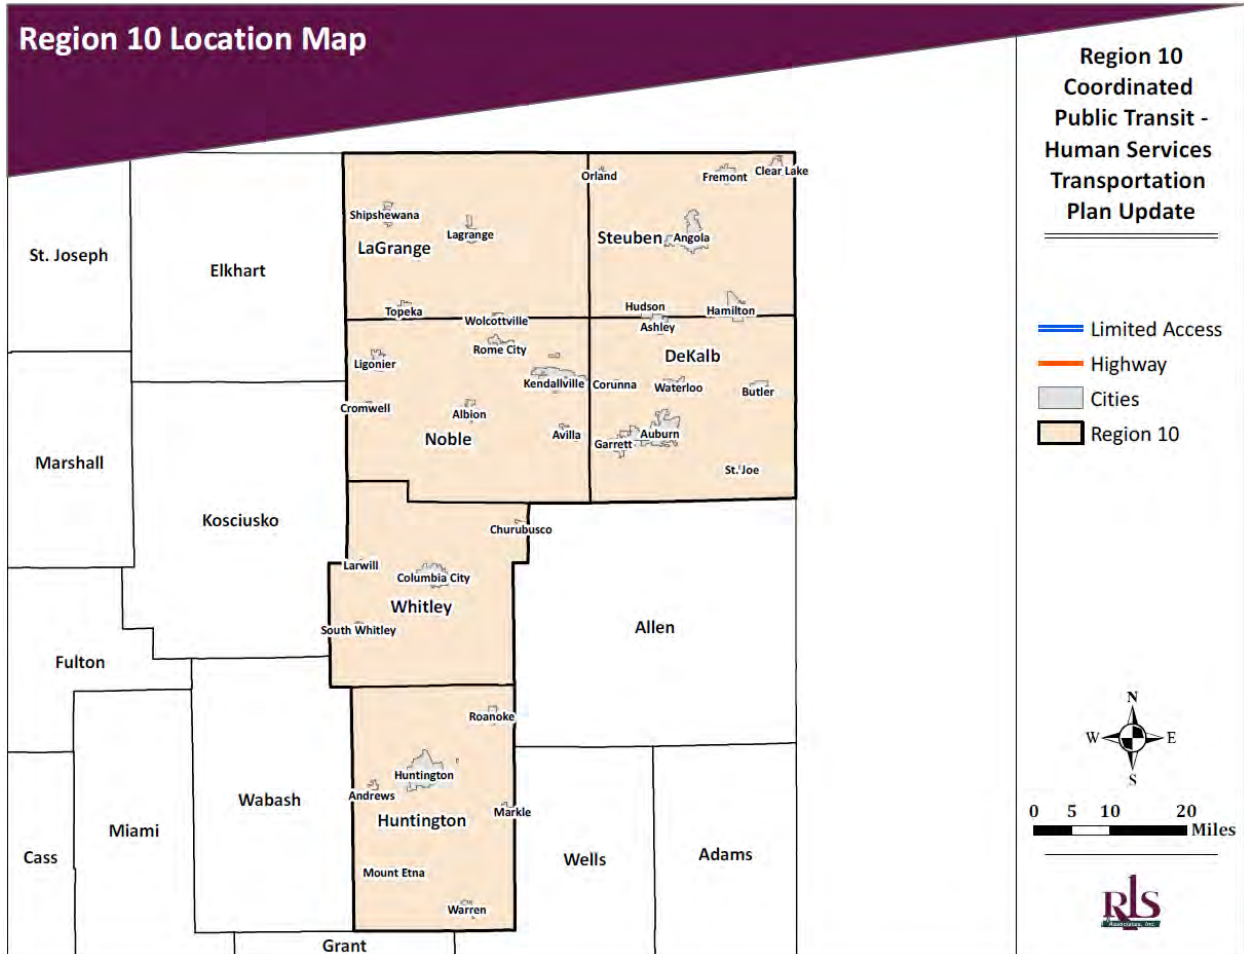 Region 10 Location Map
Region 10
Coordinated
Public Transit -
Human Services
Transportation
Plan Update
Limited Access
Highway
Cities
Region 10
N
W
E
S
0 5 10 20
Miles
RLS
& Associates, Inc.
Orland
Fremont
Clear Lake
Shipshewana
Lagrange
LaGrange
Steuben
Angola
St. Joseph
Elkhart
Topeka
Wolcottville
Hudson
Hamilton
Ashley
Rome City
DeKalb
Ligonier
Kendallville
Corunna
Waterloo
Butler
Cromwell
Albion
Noble
Avilla
Garrett
Auburn
Marshall
St. Joe
Kosciusko
Churubusco
Larwill
Columbia City
Whitley
South Whitley
Allen
Fulton
Roanoke
Huntington
Andrews
Wabash
Huntington
Markle
Miami
Cass
Wells
Adams
Mount Etna
Warren
Grant